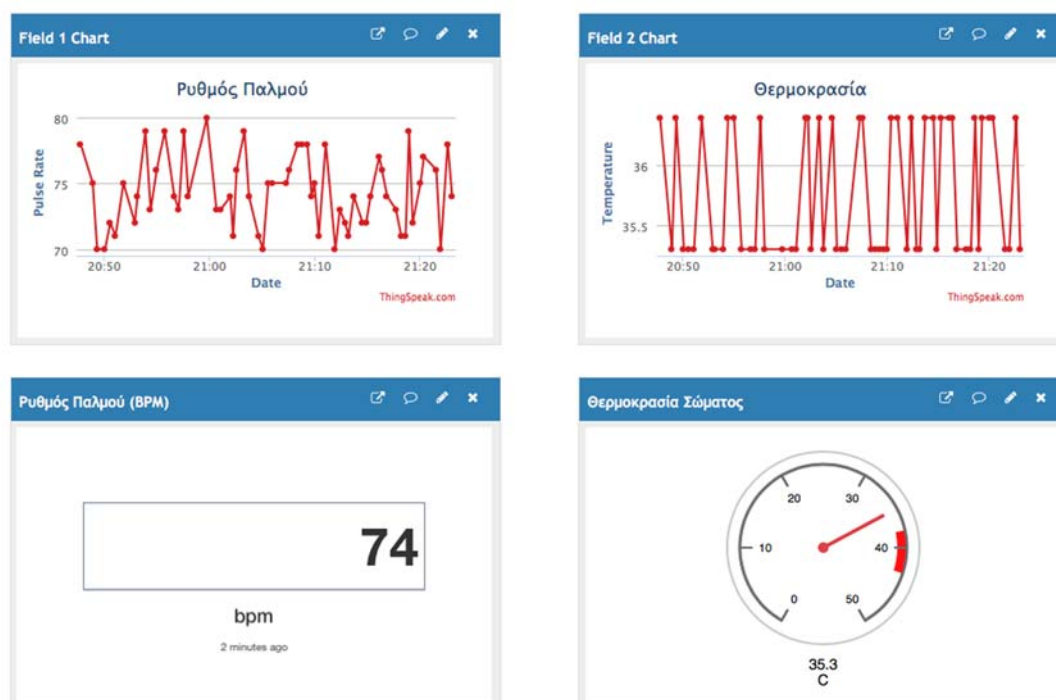 Field 1 Chart
Ρυθμός Παλμού
80
75
70
Pulse Rate
20:50 21:00 21:10 21:20
Date
ThingSpeak.com
Field 2 Chart
Θερμοκρασία
36
35.5
Temperature
20:50 21:00 21:10 21:20
Date
ThingSpeak.com
Ρυθμός Παλμού (BPM)
74
bpm
2 minutes ago
Θερμοκρασία Σώματος
20 30
10 40
0 50
35.3
C